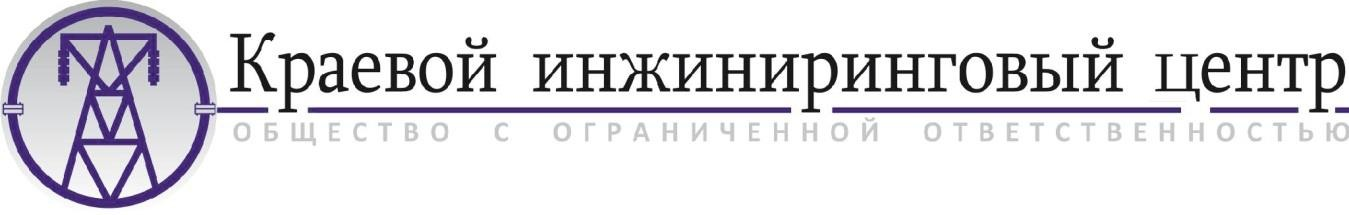 Краевой инжиниринговый центр
ОБЩЕСТВО С ОГРАНИЧЕННОЙ ОТВЕТСТВЕННОСТЬЮ